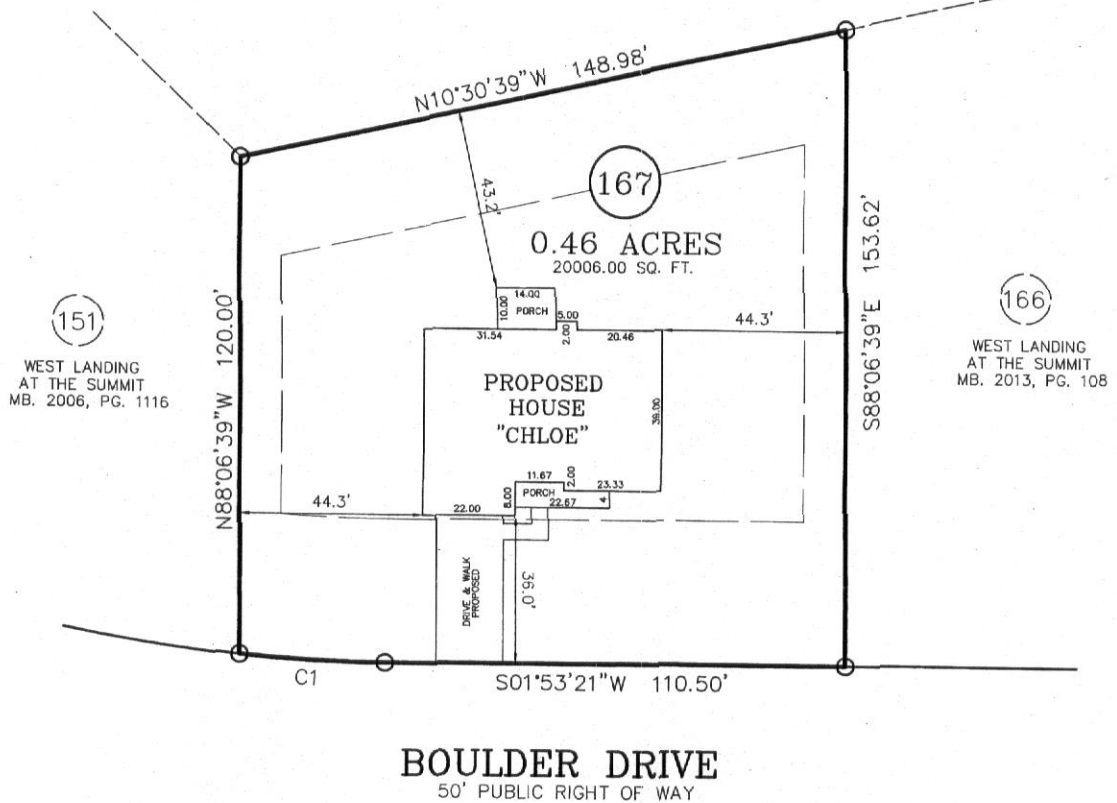 N10°30'39"W 148.98'
43.2'
167
0.46 ACRES
20006.00 SQ. FT.
151
WEST LANDING
AT THE SUMMIT
MB. 2006, PG. 1116
N88°06'39"W 120.00'
S88°06'39"E 153.62'
166
WEST LANDING
AT THE SUMMIT
MB. 2013, PG. 108
14.00
10.00
PORCH
5.00
2.00
31.54
20.46
44.3'
PROPOSED
HOUSE
"CHLOE"
39.00
11.67
2.00
23.33
PORCH
8.00
22.67
4
44.3'
22.00
DRIVE & WALK
PROPOSED
36.0'
C1
S01°53'21"W 110.50'
BOULDER DRIVE
50' PUBLIC RIGHT OF WAY